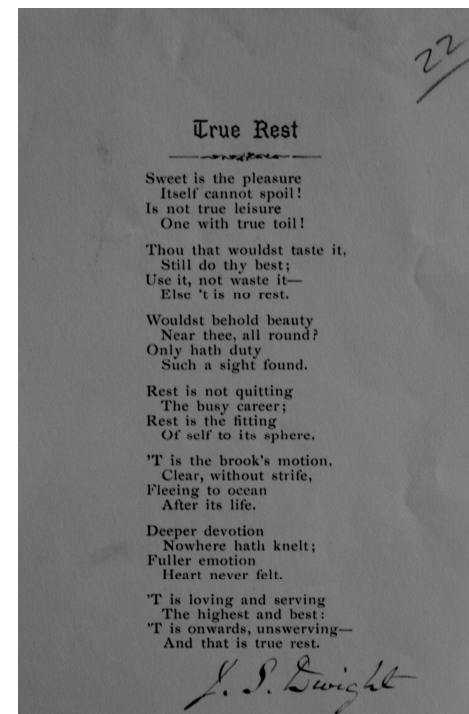 22
True Rest
Sweet is the pleasure
Itself cannot spoil!
Is not true leisure
One with true toil!
Thou that wouldst taste it,
Still do thy best;
Use it, not waste it—
Else 't is no rest.
Wouldst behold beauty
Near thee, all round?
Only hath duty
Such a sight found.
Rest is not quitting
The busy career;
Rest is the fitting
Of self to its sphere.
'T is the brook's motion,
Clear, without strife,
Fleeing to ocean
After its life.
Deeper devotion
Nowhere hath knelt;
Fuller emotion
Heart never felt.
'T is loving and serving
The highest and best:
'T is onwards, unswerving—
And that is true rest.
J. S. Dwight